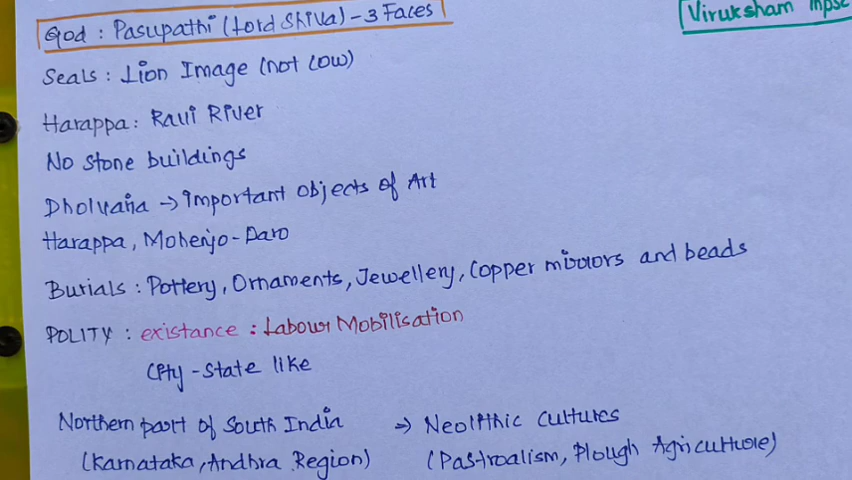 God : Pasupathi (Lord Shiva) - 3 Faces
Viruksham mpsc
Seals : Lion Image (not cow)
Harappa : Ravi River
No stone buildings
Dholvaria → important objects of Art
Harappa, Mohenjo-Daro
Burials : Pottery, Ornaments, Jewellery, Copper mirrors and beads
POLITY : existance : Labour Mobilisation
City - state like
Northern part of South India → Neolithic cultures
(Karnataka, Andhra Region) (Pastroalism, Plough Agriculture)